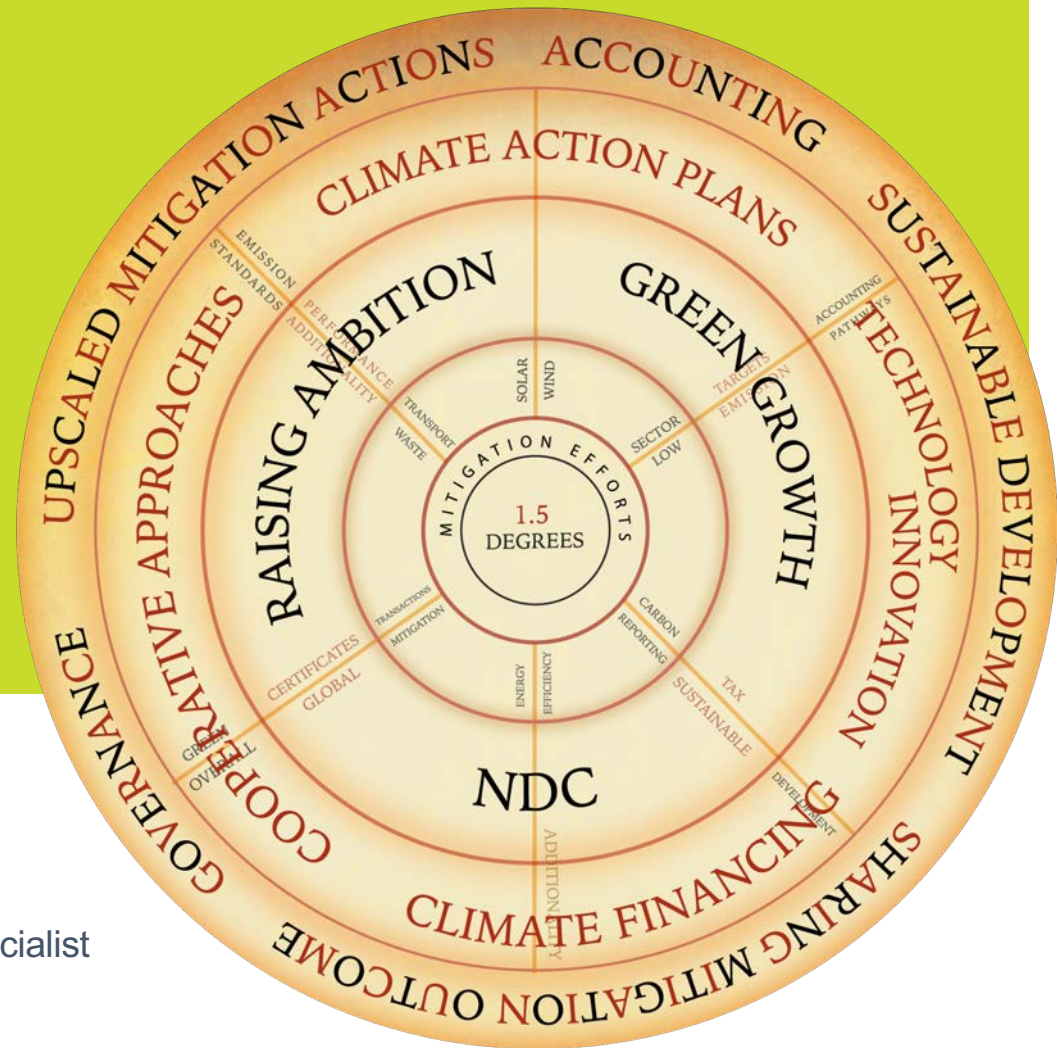 UPSCALED MITIGATION ACTIONS
ACCOUNTING
SUSTAINABLE DEVELOPMENT
SHARING MITIGATION OUTCOME
GOVERNANCE
CLIMATE ACTION PLANS
TECHNOLOGY
INNOVATION
CLIMATE FINANCING
COOPERATIVE APPROACHES
RAISING AMBITION
GREEN GROWTH
NDC
EMISSION
STANDARDS
PERFORMANCE
ADDITIONALITY
TRANSPORT
WASTE
SOLAR
WIND
ACCOUNTING
PATHWAYS
TARGETS
EMISSION
SECTOR
LOW
CARBON
REPORTING
TAX
SUSTAINABLE
DEVELOPMENT
ENERGY
EFFICIENCY
ADDITIONALITY
TRANSACTIONS
MITIGATION
CERTIFICATES
GLOBAL
GREEN
OVERALL
MITIGATION EFFORTS
1.5
DEGREES
cialist